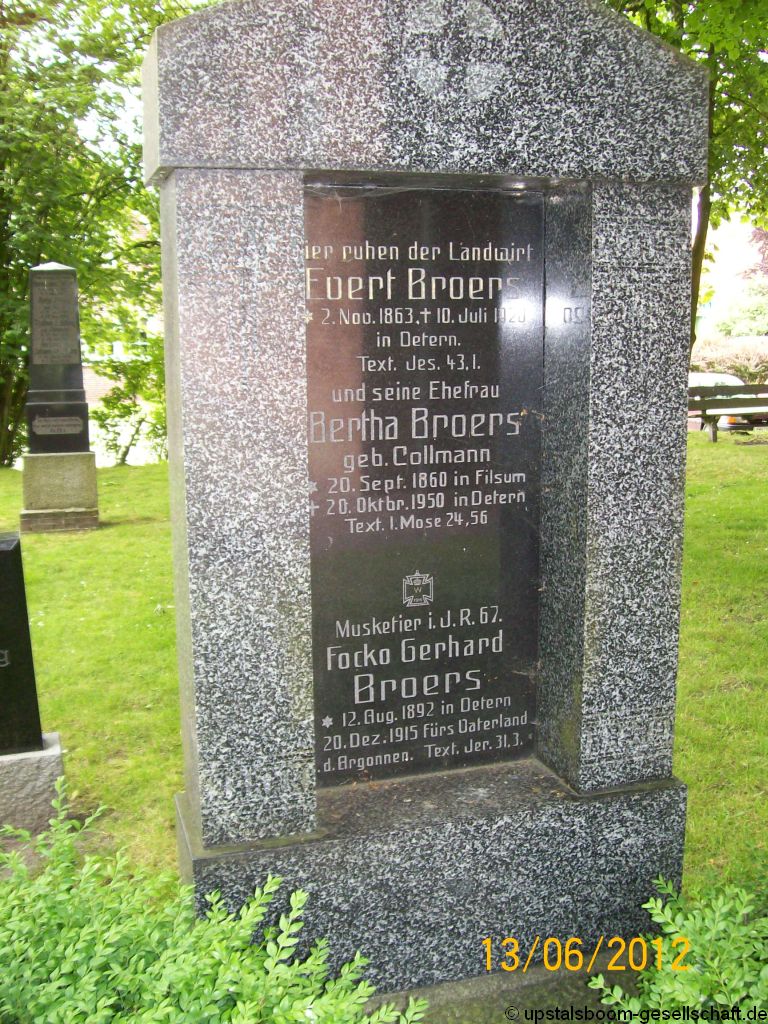 ier ruhen der Landwirt
Evert Broers
* 2. Nov. 1863, † 10. Juli 1920
in Detern.
Text. Jes. 43,1.
und seine Ehefrau
Bertha Broers
geb. Collmann
* 20. Sept. 1860 in Filsum
† 20. Oktbr. 1950 in Detern
Text 1. Mose 24,56
W
1914
Musketier i. J. R. 67.
Focko Gerhard
Broers
* 12. Aug. 1892 in Detern
20. Dez. 1915 fürs Vaterland
. d. Argonnen. Text. Jer. 31.3.
13/06/2012
© upstalsboom-gesellschaft.de